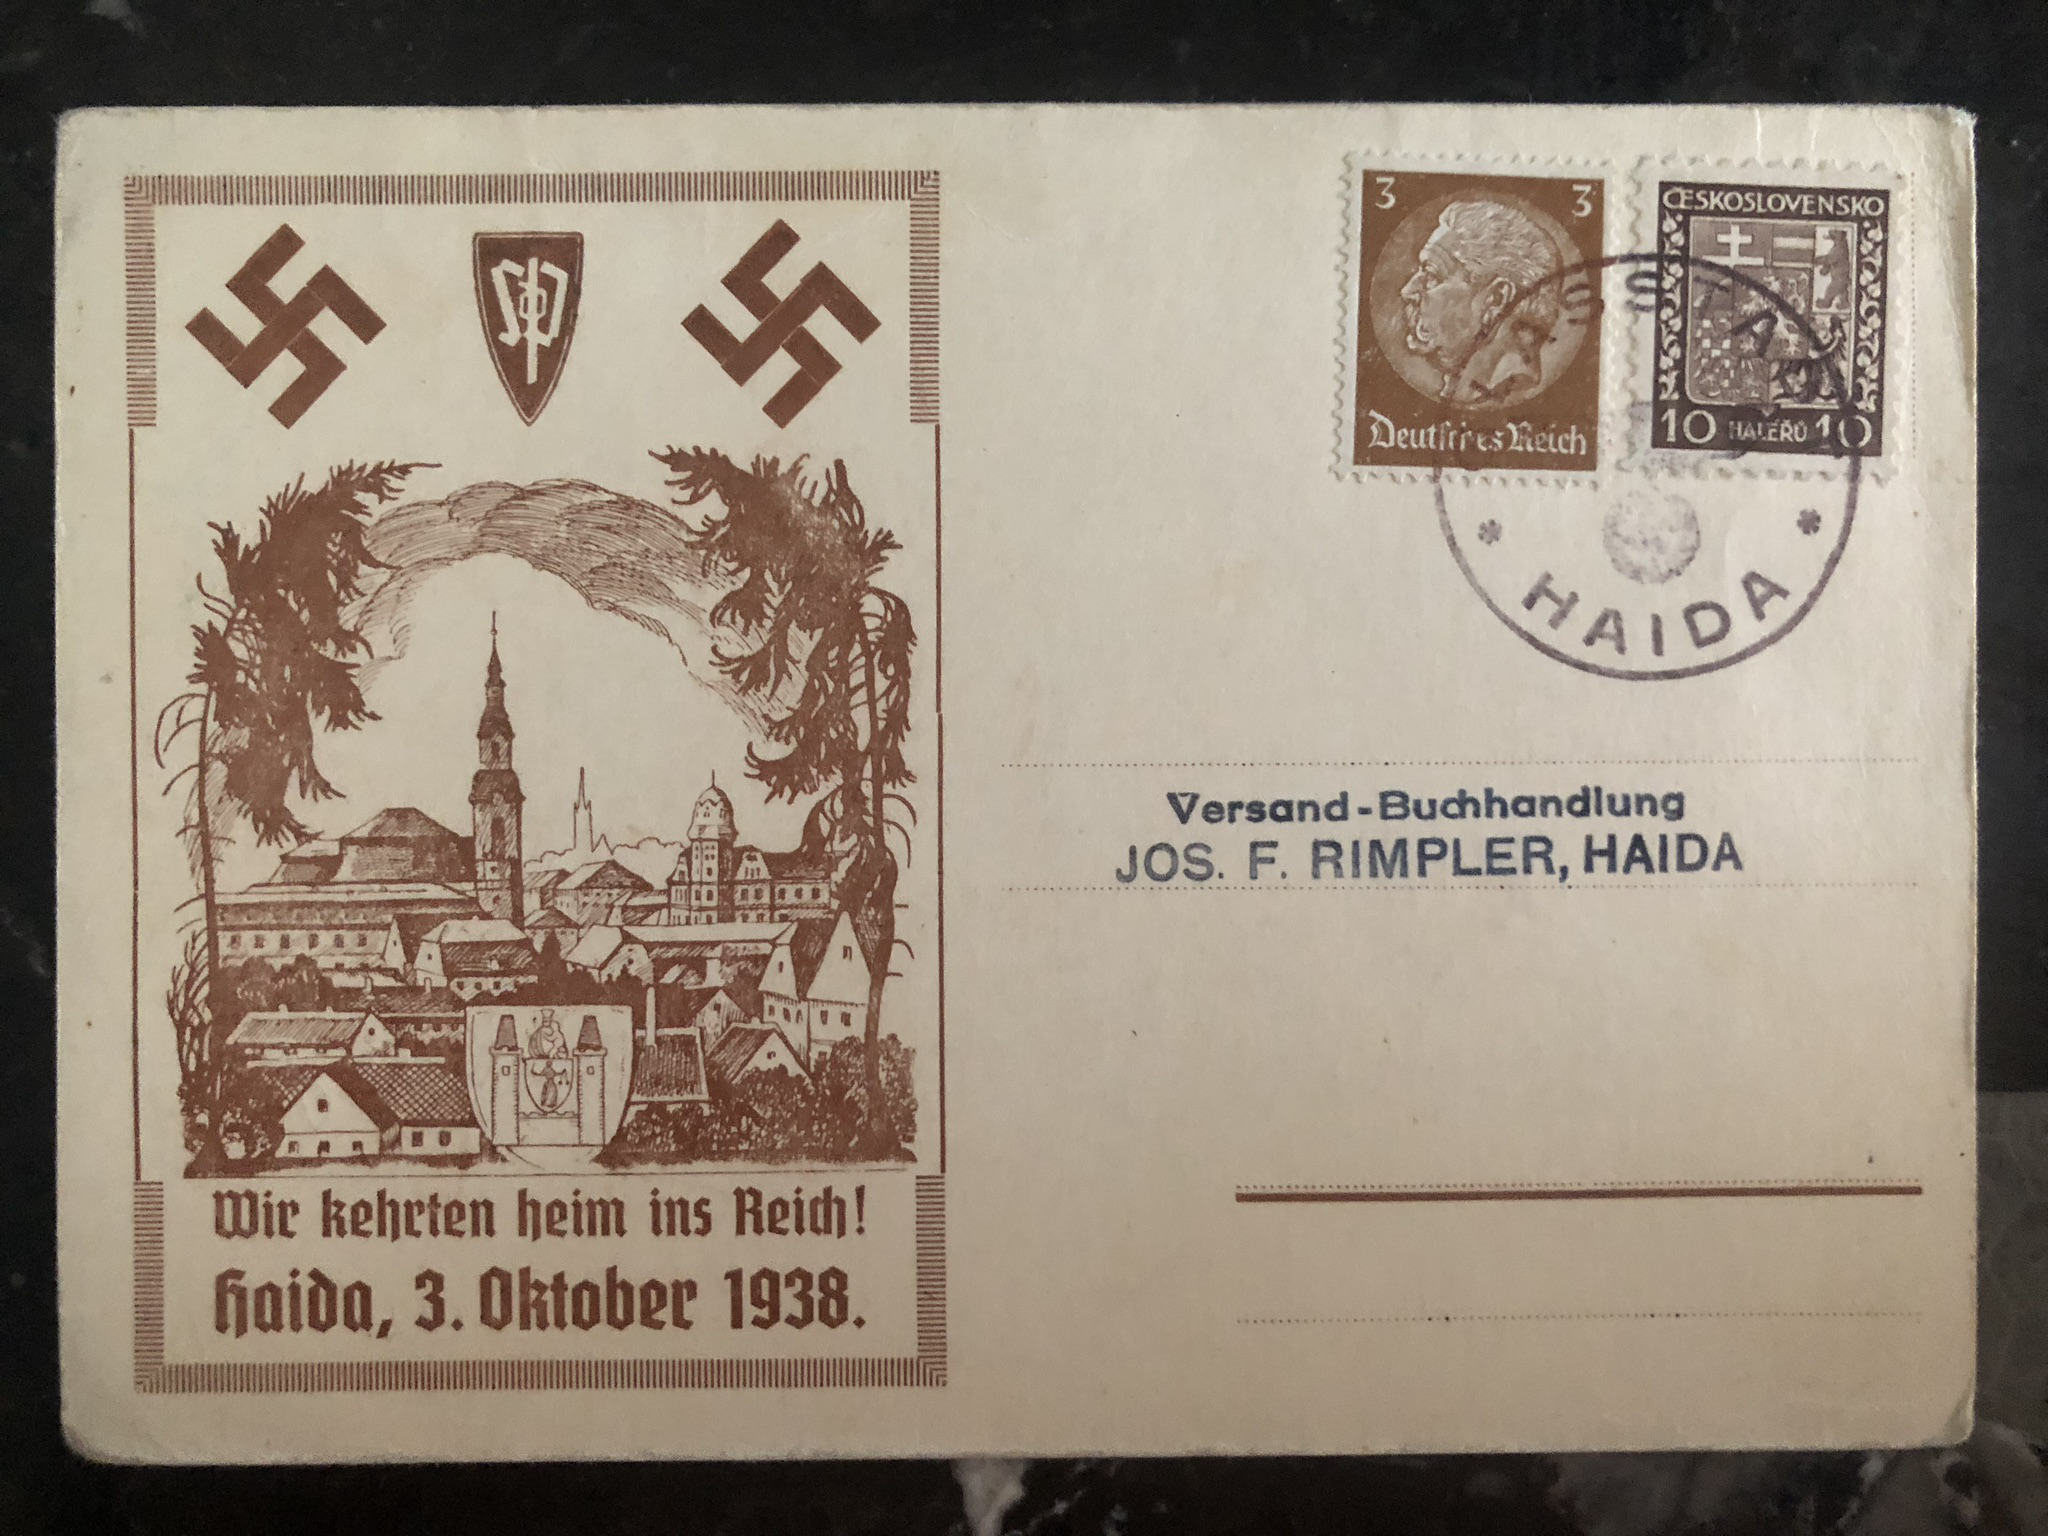 3 3
Deutsches Reich
ČESKOSLOVENSKO
10 HALÉŘŮ 10
HAIDA
Versand-Buchhandlung
JOS. F. RIMPLER, HAIDA
Wir kehrten heim ins Reich!
Haida, 3. Oktober 1938.